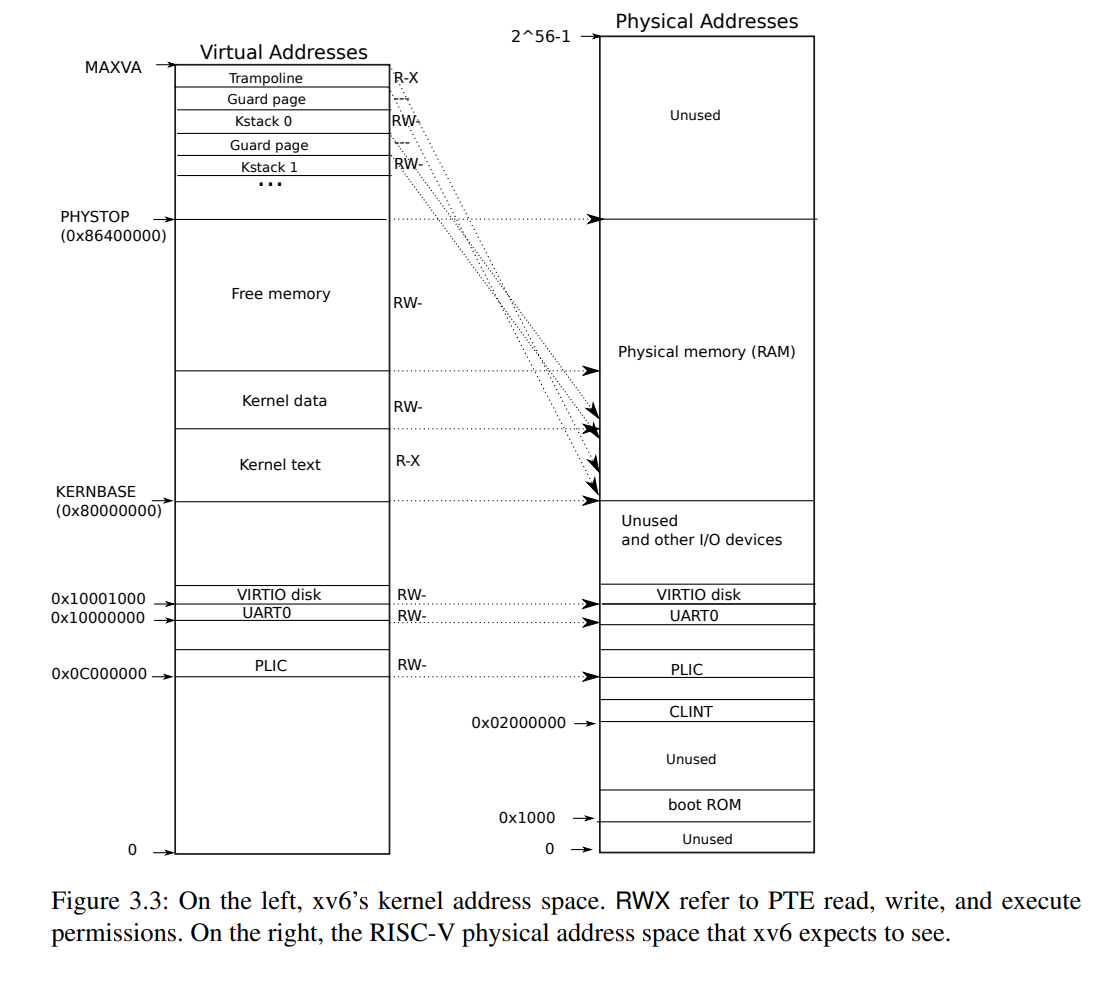 Physical Addresses
2^56-1
Virtual Addresses
MAXVA
Trampoline
R-X
Guard page
---
Kstack 0
RW-
Guard page
---
Kstack 1
RW-
...
Unused
PHYSTOP
(0x86400000)
Free memory
RW-
Physical memory (RAM)
Kernel data
RW-
Kernel text
R-X
KERNBASE
(0x80000000)
Unused
and other I/O devices
0x10001000
VIRTIO disk
RW-
VIRTIO disk
0x10000000
UART0
RW-
UART0
0x0C000000
PLIC
RW-
PLIC
CLINT
0x02000000
Unused
boot ROM
0x1000
Unused
0
0
Figure 3.3: On the left, xv6’s kernel address space. RWX refer to PTE read, write, and execute
permissions. On the right, the RISC-V physical address space that xv6 expects to see.